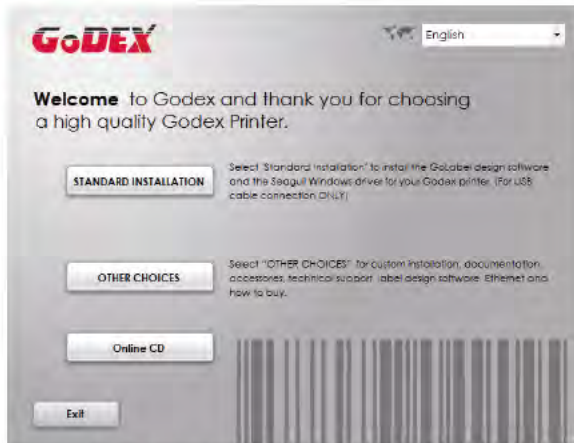 GODEX
English
Welcome to Godex and thank you for choosing
a high quality Godex Printer.
STANDARD INSTALLATION
Select 'Standard Installation' to install the GoLabel design software
and the Seagull Windows driver for your Godex printer. (For USB
cable connection ONLY)
OTHER CHOICES
Select "OTHER CHOICES" for custom installation, documentation,
accessories, technical support, label design software, Ethernet and
how to buy.
Online CD
Exit